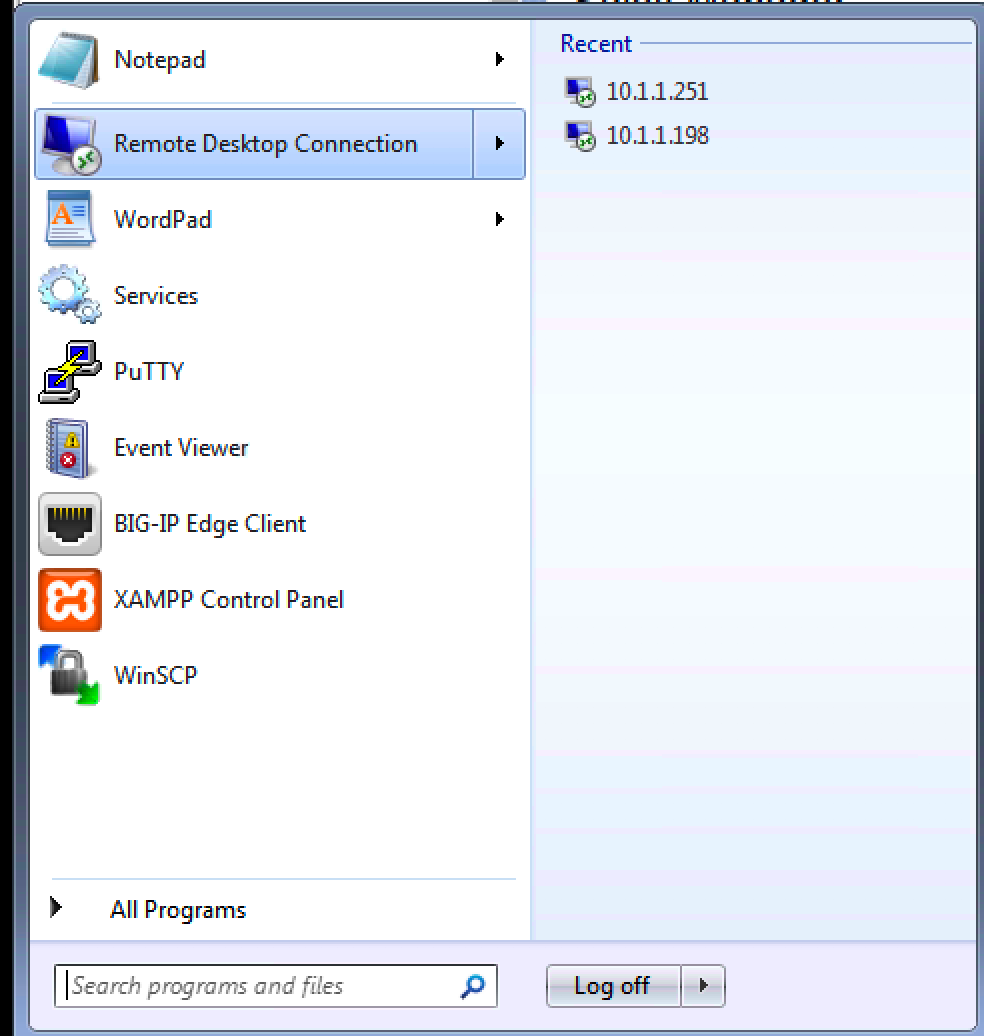 Notepad
Remote Desktop Connection
WordPad
Services
PuTTY
Event Viewer
BIG-IP Edge Client
XAMPP Control Panel
WinSCP
All Programs
Search programs and files
Recent
10.1.1.251
10.1.1.198
Log off